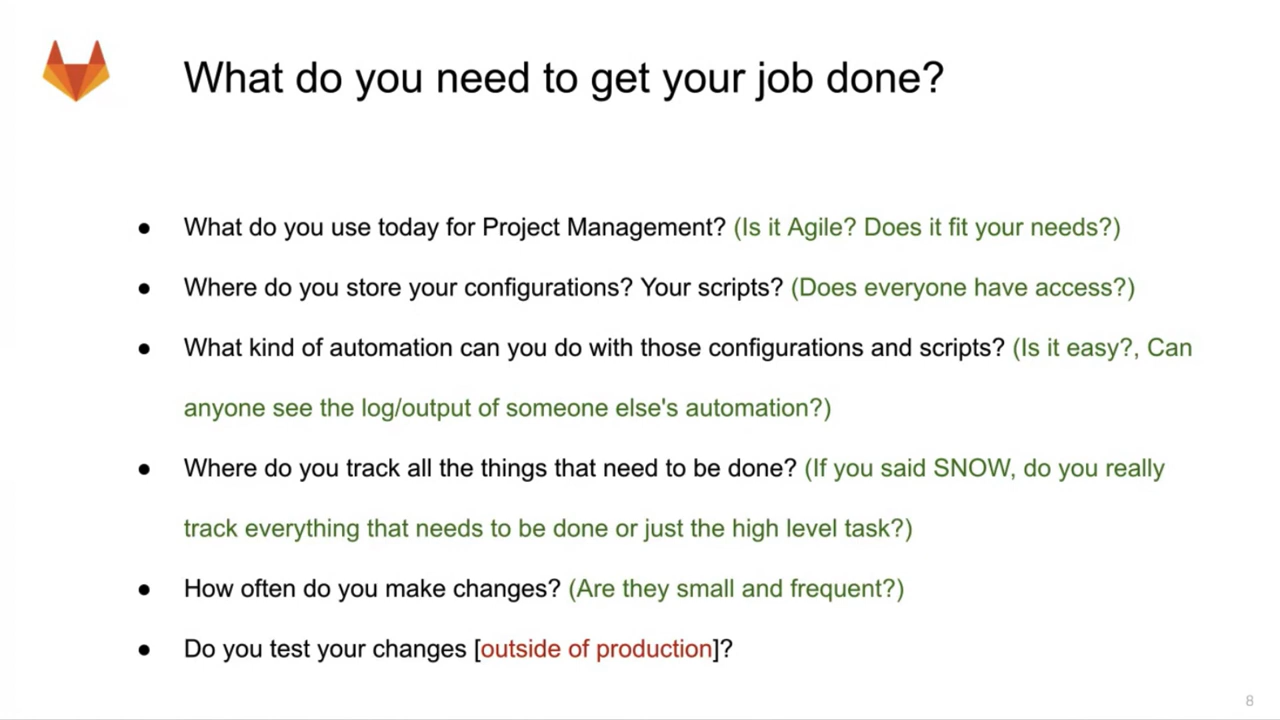 What do you need to get your job done?
● What do you use today for Project Management? (Is it Agile? Does it fit your needs?)
● Where do you store your configurations? Your scripts? (Does everyone have access?)
● What kind of automation can you do with those configurations and scripts? (Is it easy?, Can
anyone see the log/output of someone else's automation?)
● Where do you track all the things that need to be done? (If you said SNOW, do you really
track everything that needs to be done or just the high level task?)
● How often do you make changes? (Are they small and frequent?)
● Do you test your changes [outside of production]?
8